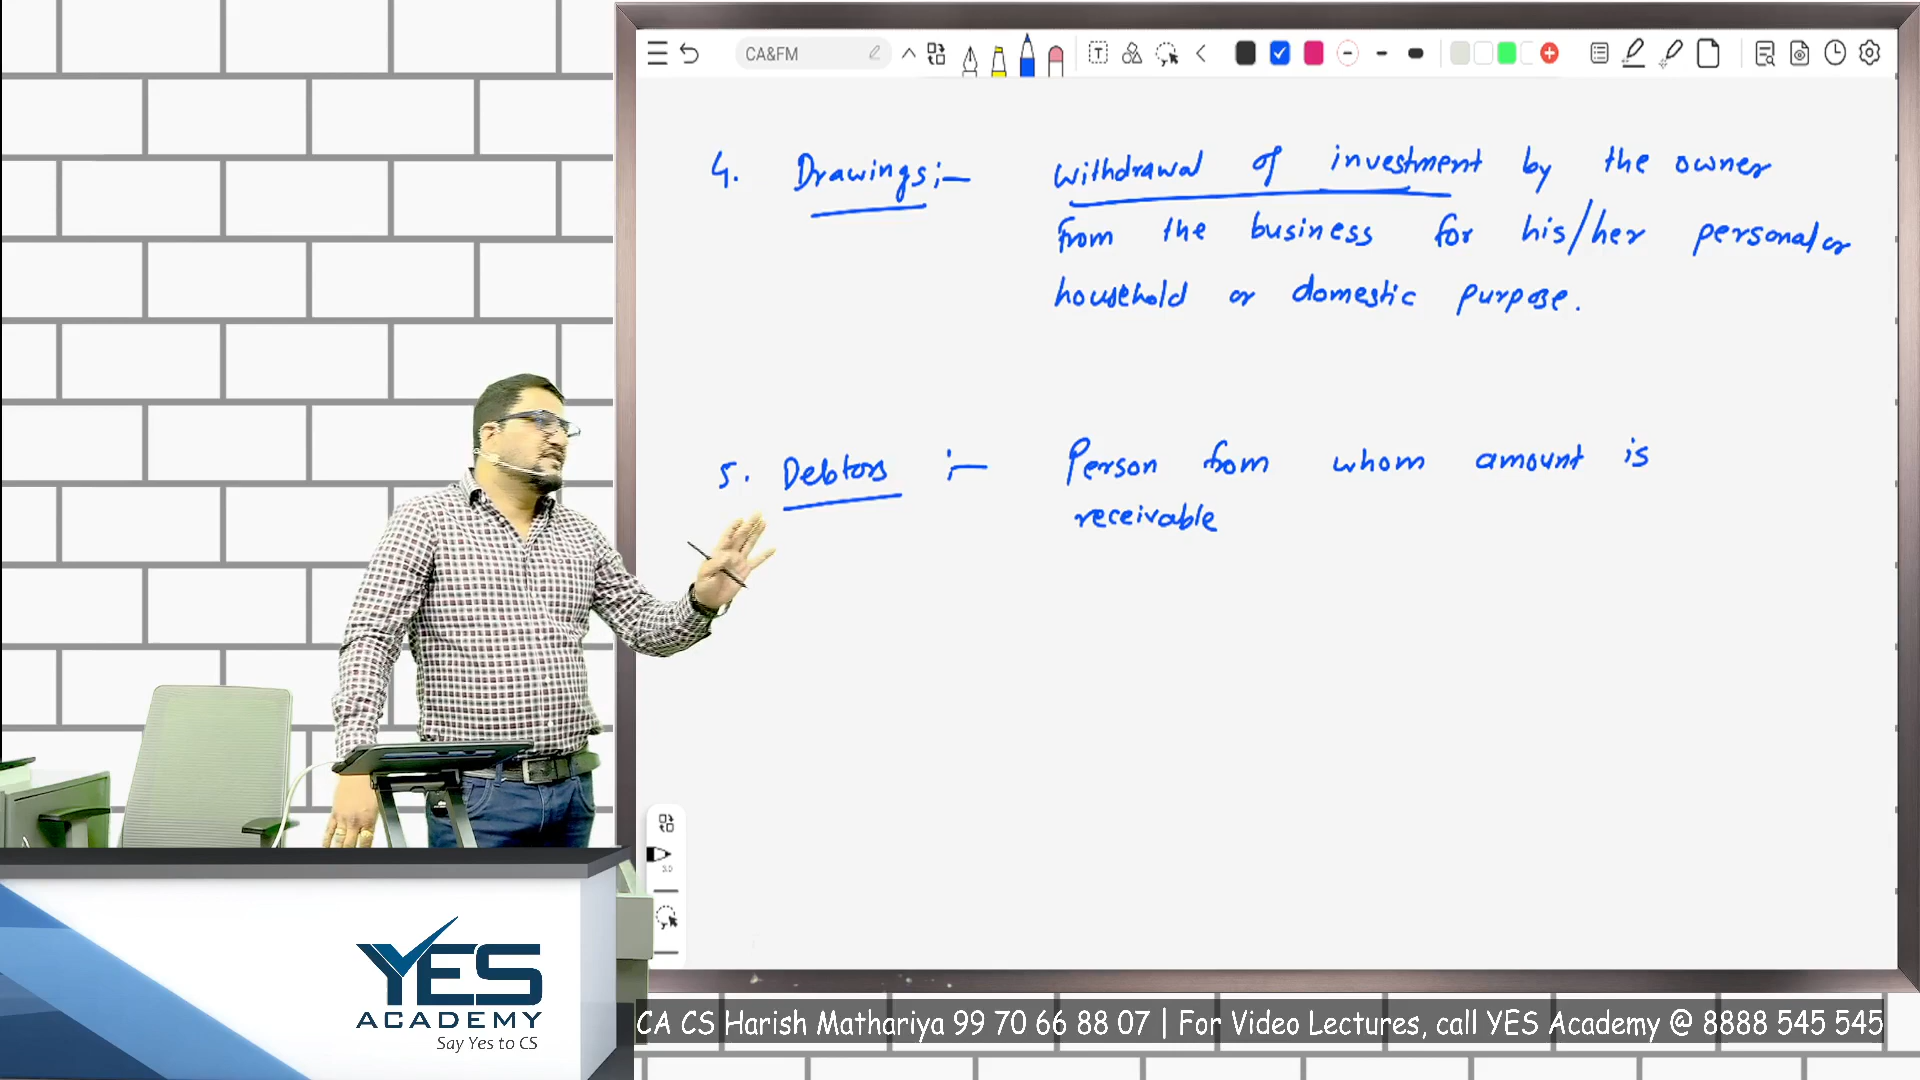 CA&FM
4. Drawings :- withdrawal of investment by the owner
from the business for his/her personal or
household or domestic purpose.
5. Debtors :- Person from whom amount is
receivable
YES
ACADEMY
Say Yes to CS
CA CS Harish Mathariya 99 70 66 88 07 | For Video Lectures, call YES Academy @ 8888 545 545